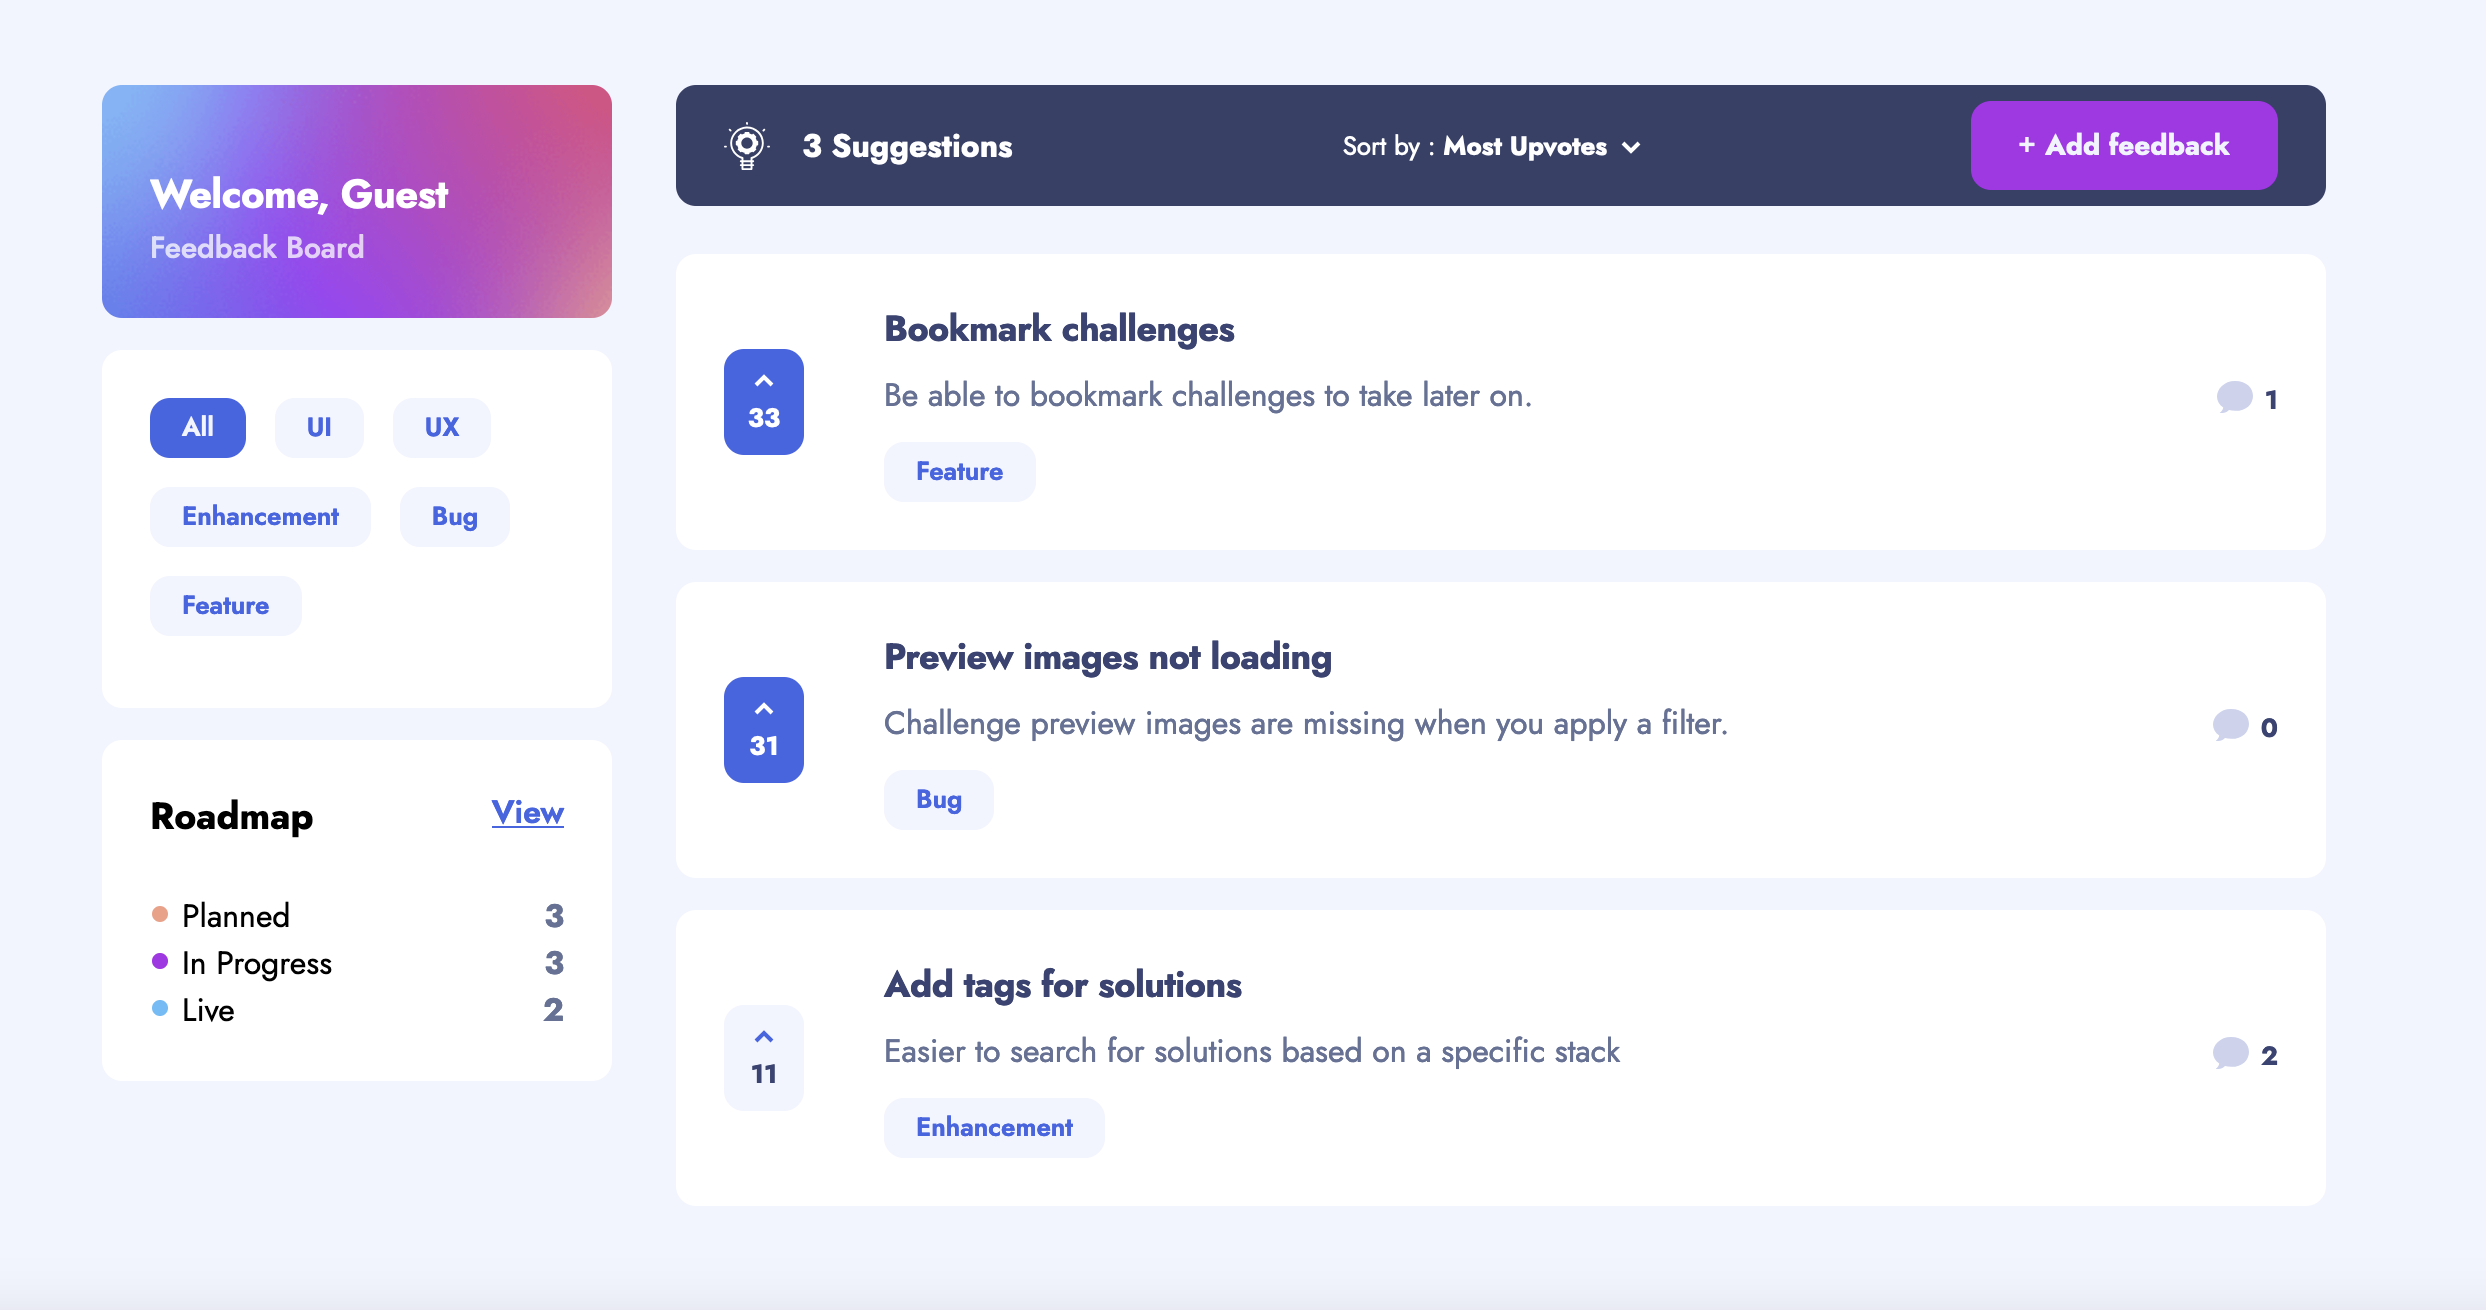 Welcome, Guest
Feedback Board
All
UI
UX
Enhancement
Bug
Feature
Roadmap
View
Planned 3
In Progress 3
Live 2
3 Suggestions
Sort by : Most Upvotes
+ Add feedback
33
Bookmark challenges
Be able to bookmark challenges to take later on.
Feature
1
31
Preview images not loading
Challenge preview images are missing when you apply a filter.
Bug
0
11
Add tags for solutions
Easier to search for solutions based on a specific stack
Enhancement
2